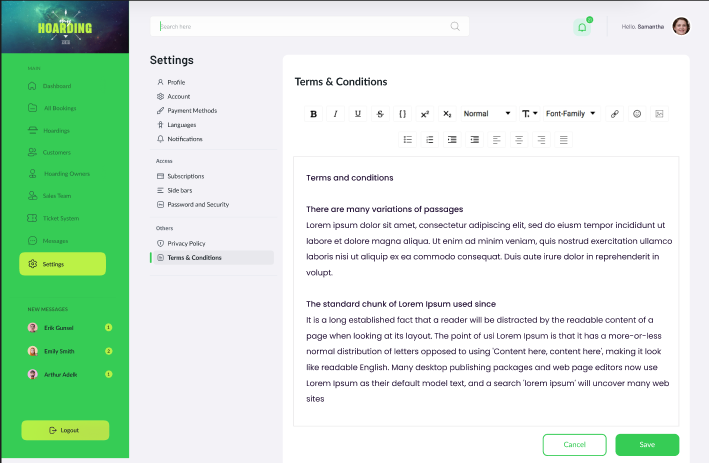 HOARDING
Search here
Hello, Samantha
Dashboard
All Bookings
Hoardings
Customers
Hoarding Owners
Sales Team
Ticket System
Messages
Settings
NEW MESSAGES
Erik Gunsel
1
Emily Smith
2
Arthur Adelk
1
Logout
Settings
Profile
Account
Payment Methods
Languages
Notifications
Access
Subscriptions
Side bars
Password and Security
Others
Privacy Policy
Terms & Conditions
Terms & Conditions
B I U S {} x² x₂ Normal T. Font-Family
Terms and conditions
There are many variations of passages
Lorem ipsum dolor sit amet, consectetur adipiscing elit, sed do eiusm tempor incididunt ut
labore et dolore magna aliqua. Ut enim ad minim veniam, quis nostrud exercitation ullamco
laboris nisi ut aliquip ex ea commodo consequat. Duis aute irure dolor in reprehenderit in
volupt.
The standard chunk of Lorem Ipsum used since
It is a long established fact that a reader will be distracted by the readable content of a
page when looking at its layout. The point of usi Lorem Ipsum is that it has a more-or-less
normal distribution of letters opposed to using 'Content here, content here', making it look
like readable English. Many desktop publishing packages and web page editors now use
Lorem Ipsum as their default model text, and a search 'lorem ipsum' will uncover many web
sites
Cancel
Save